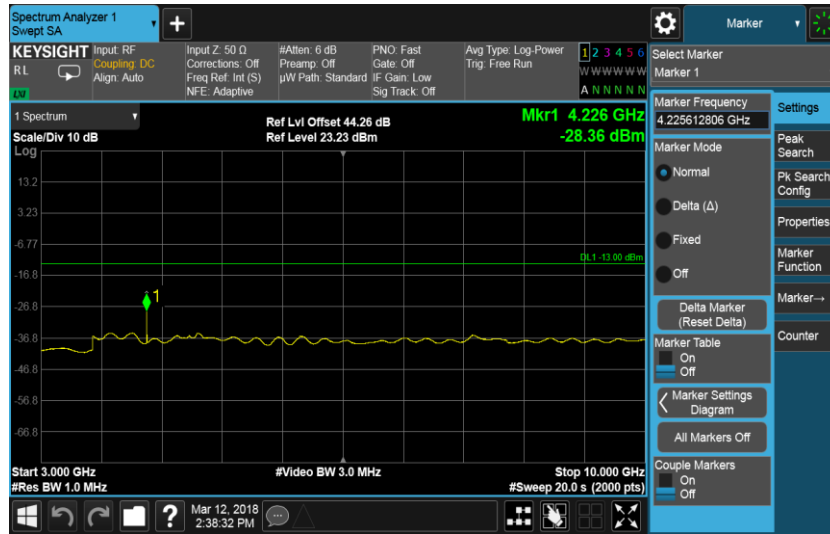 Spectrum Analyzer 1
Swept SA
+
Marker
KEYSIGHT
RL
LXI
Input: RF
Coupling: DC
Align: Auto
Input Z: 50 Ω
Corrections: Off
Freq Ref: Int (S)
NFE: Adaptive
#Atten: 6 dB
Preamp: Off
µW Path: Standard
PNO: Fast
Gate: Off
IF Gain: Low
Sig Track: Off
Avg Type: Log-Power
Trig: Free Run
1 2 3 4 5 6
W W W W W W
A N N N N N
Select Marker
Marker 1
1 Spectrum
Scale/Div 10 dB
Log
Ref Lvl Offset 44.26 dB
Ref Level 23.23 dBm
Mkr1 4.226 GHz
-28.36 dBm
13.2
3.23
-6.77
-16.8
-26.8
-36.8
-46.8
-56.8
-66.8
DL1 -13.00 dBm
1
Start 3.000 GHz
#Res BW 1.0 MHz
#Video BW 3.0 MHz
Stop 10.000 GHz
#Sweep 20.0 s (2000 pts)
Marker Frequency
4.225612806 GHz
Marker Mode
Normal
Delta (Δ)
Fixed
Off
Delta Marker
(Reset Delta)
Marker Table
On
Off
Marker Settings
Diagram
All Markers Off
Couple Markers
On
Off
Settings
Peak
Search
Pk Search
Config
Properties
Marker
Function
Marker→
Counter
?
Mar 12, 2018
2:38:32 PM